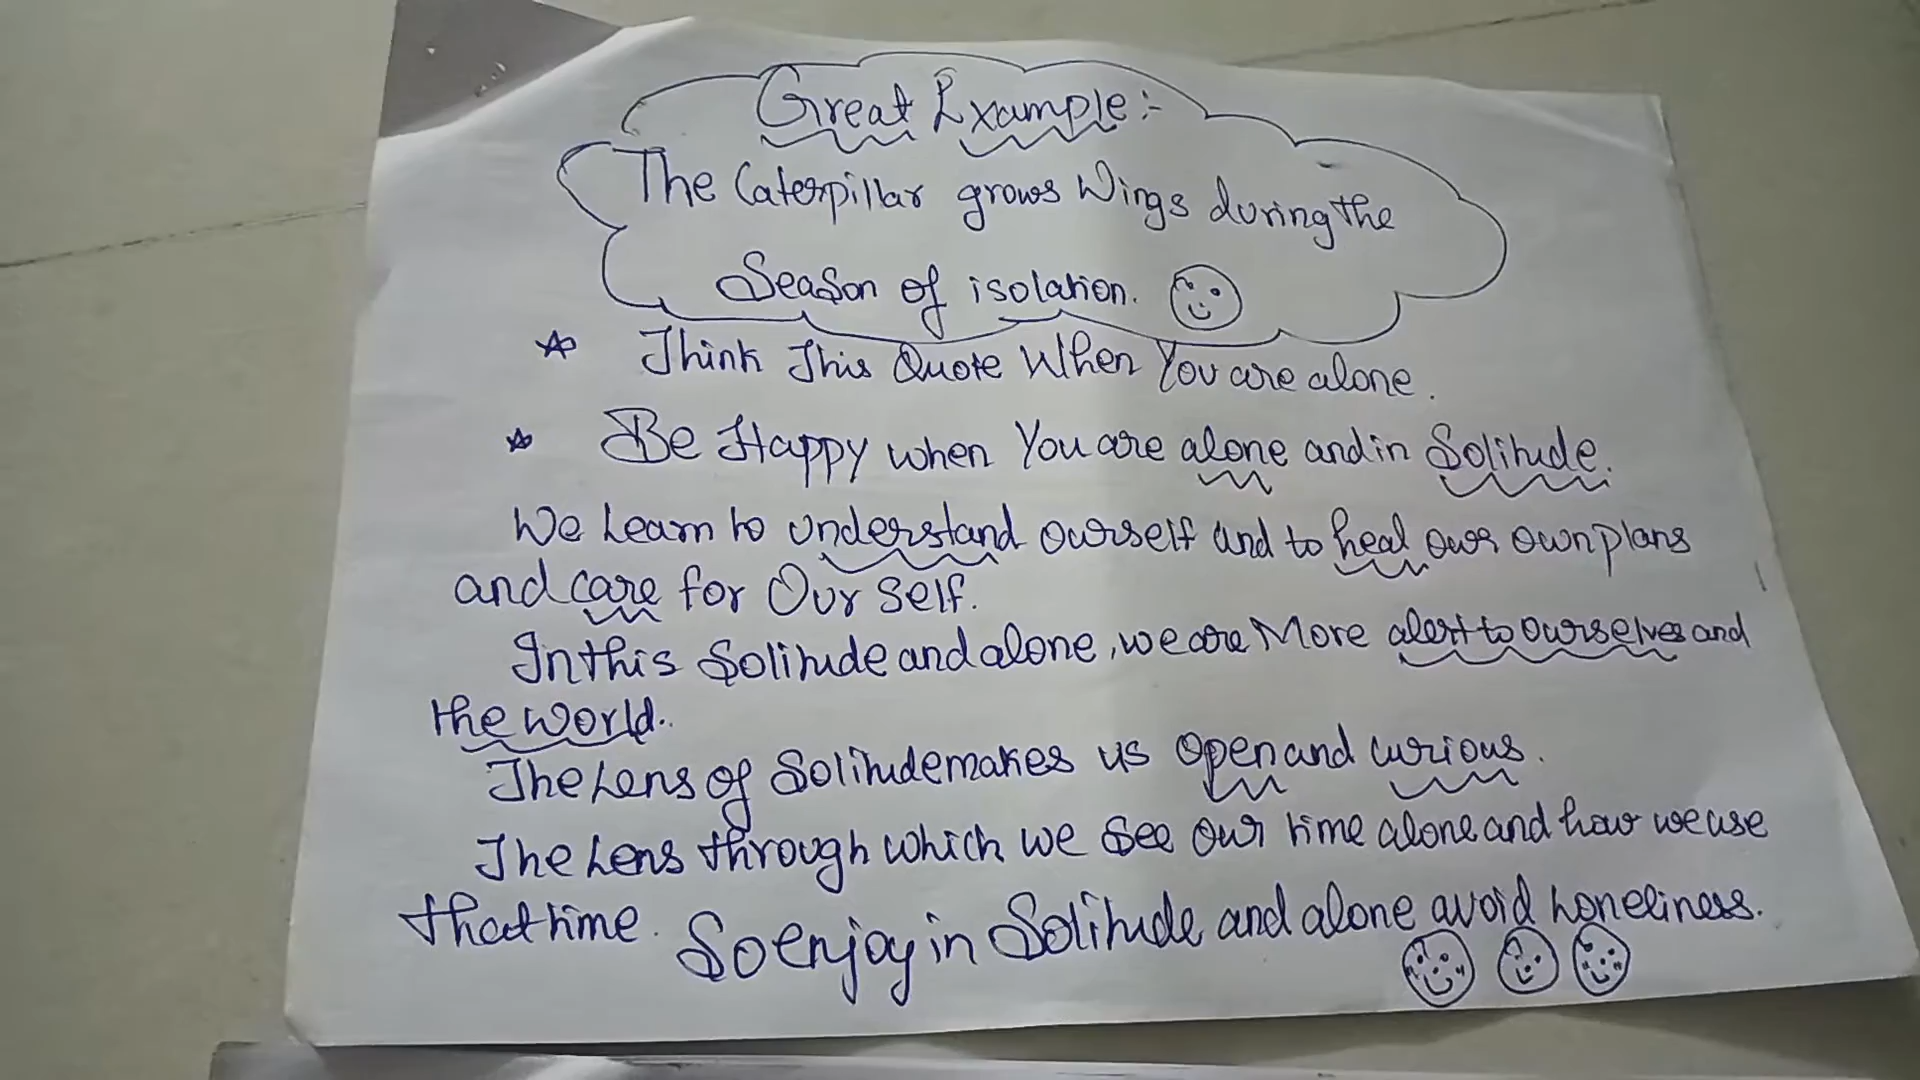 Great Example:-
The Caterpillar grows Wings during the
Season of isolation.
Think This Quote When You are alone.
Be Happy when You are alone and in Solitude.
We Learn to understand ourself and to heal our own plans
and care for Our self.
In this Solitude and alone, we are More alert to ourselves and
the world..
The Lens of Solitude makes us open and curious.
The Lens through which we See our time alone and how we use
that time. So enjoy in Solitude and alone avoid Loneliness.